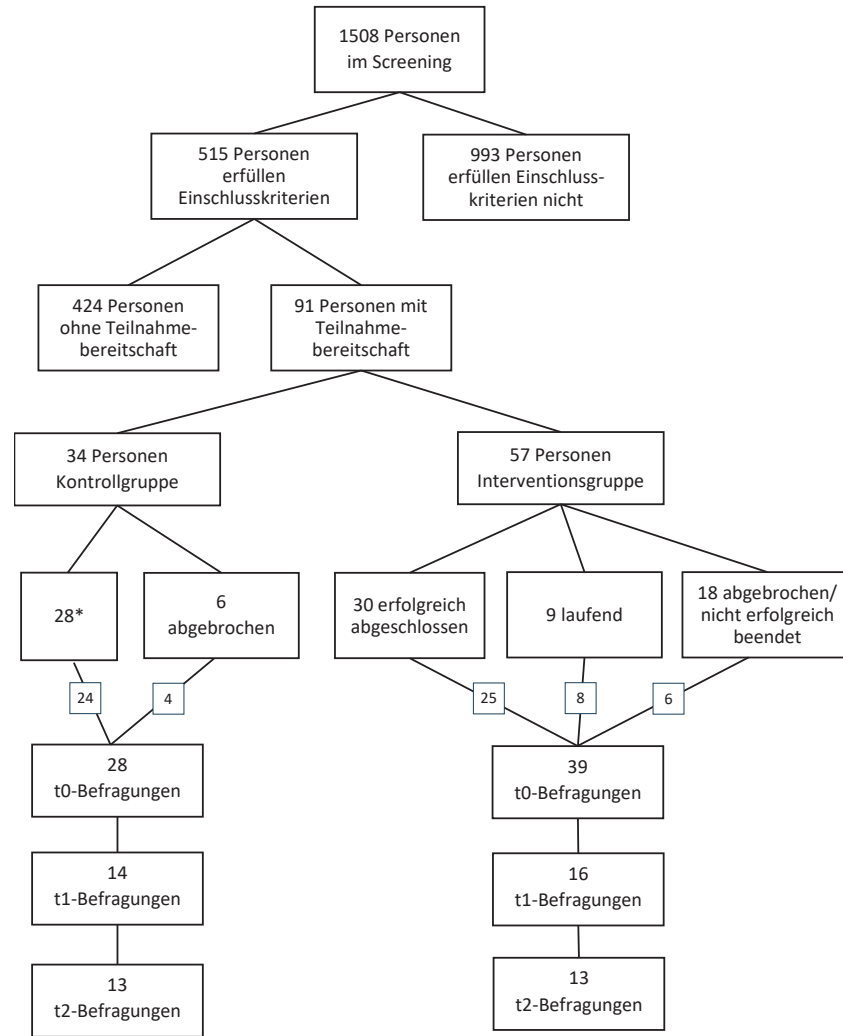 1508 Personen
im Screening
515 Personen
erfüllen
Einschlusskriterien
993 Personen
erfüllen Einschluss-
kriterien nicht
424 Personen
ohne Teilnahme-
bereitschaft
91 Personen mit
Teilnahme-
bereitschaft
34 Personen
Kontrollgruppe
57 Personen
Interventionsgruppe
28*
6
abgebrochen
30 erfolgreich
abgeschlossen
9 laufend
18 abgebrochen/
nicht erfolgreich
beendet
24
4
25
8
6
28
t0-Befragungen
39
t0-Befragungen
14
t1-Befragungen
16
t1-Befragungen
13
t2-Befragungen
13
t2-Befragungen